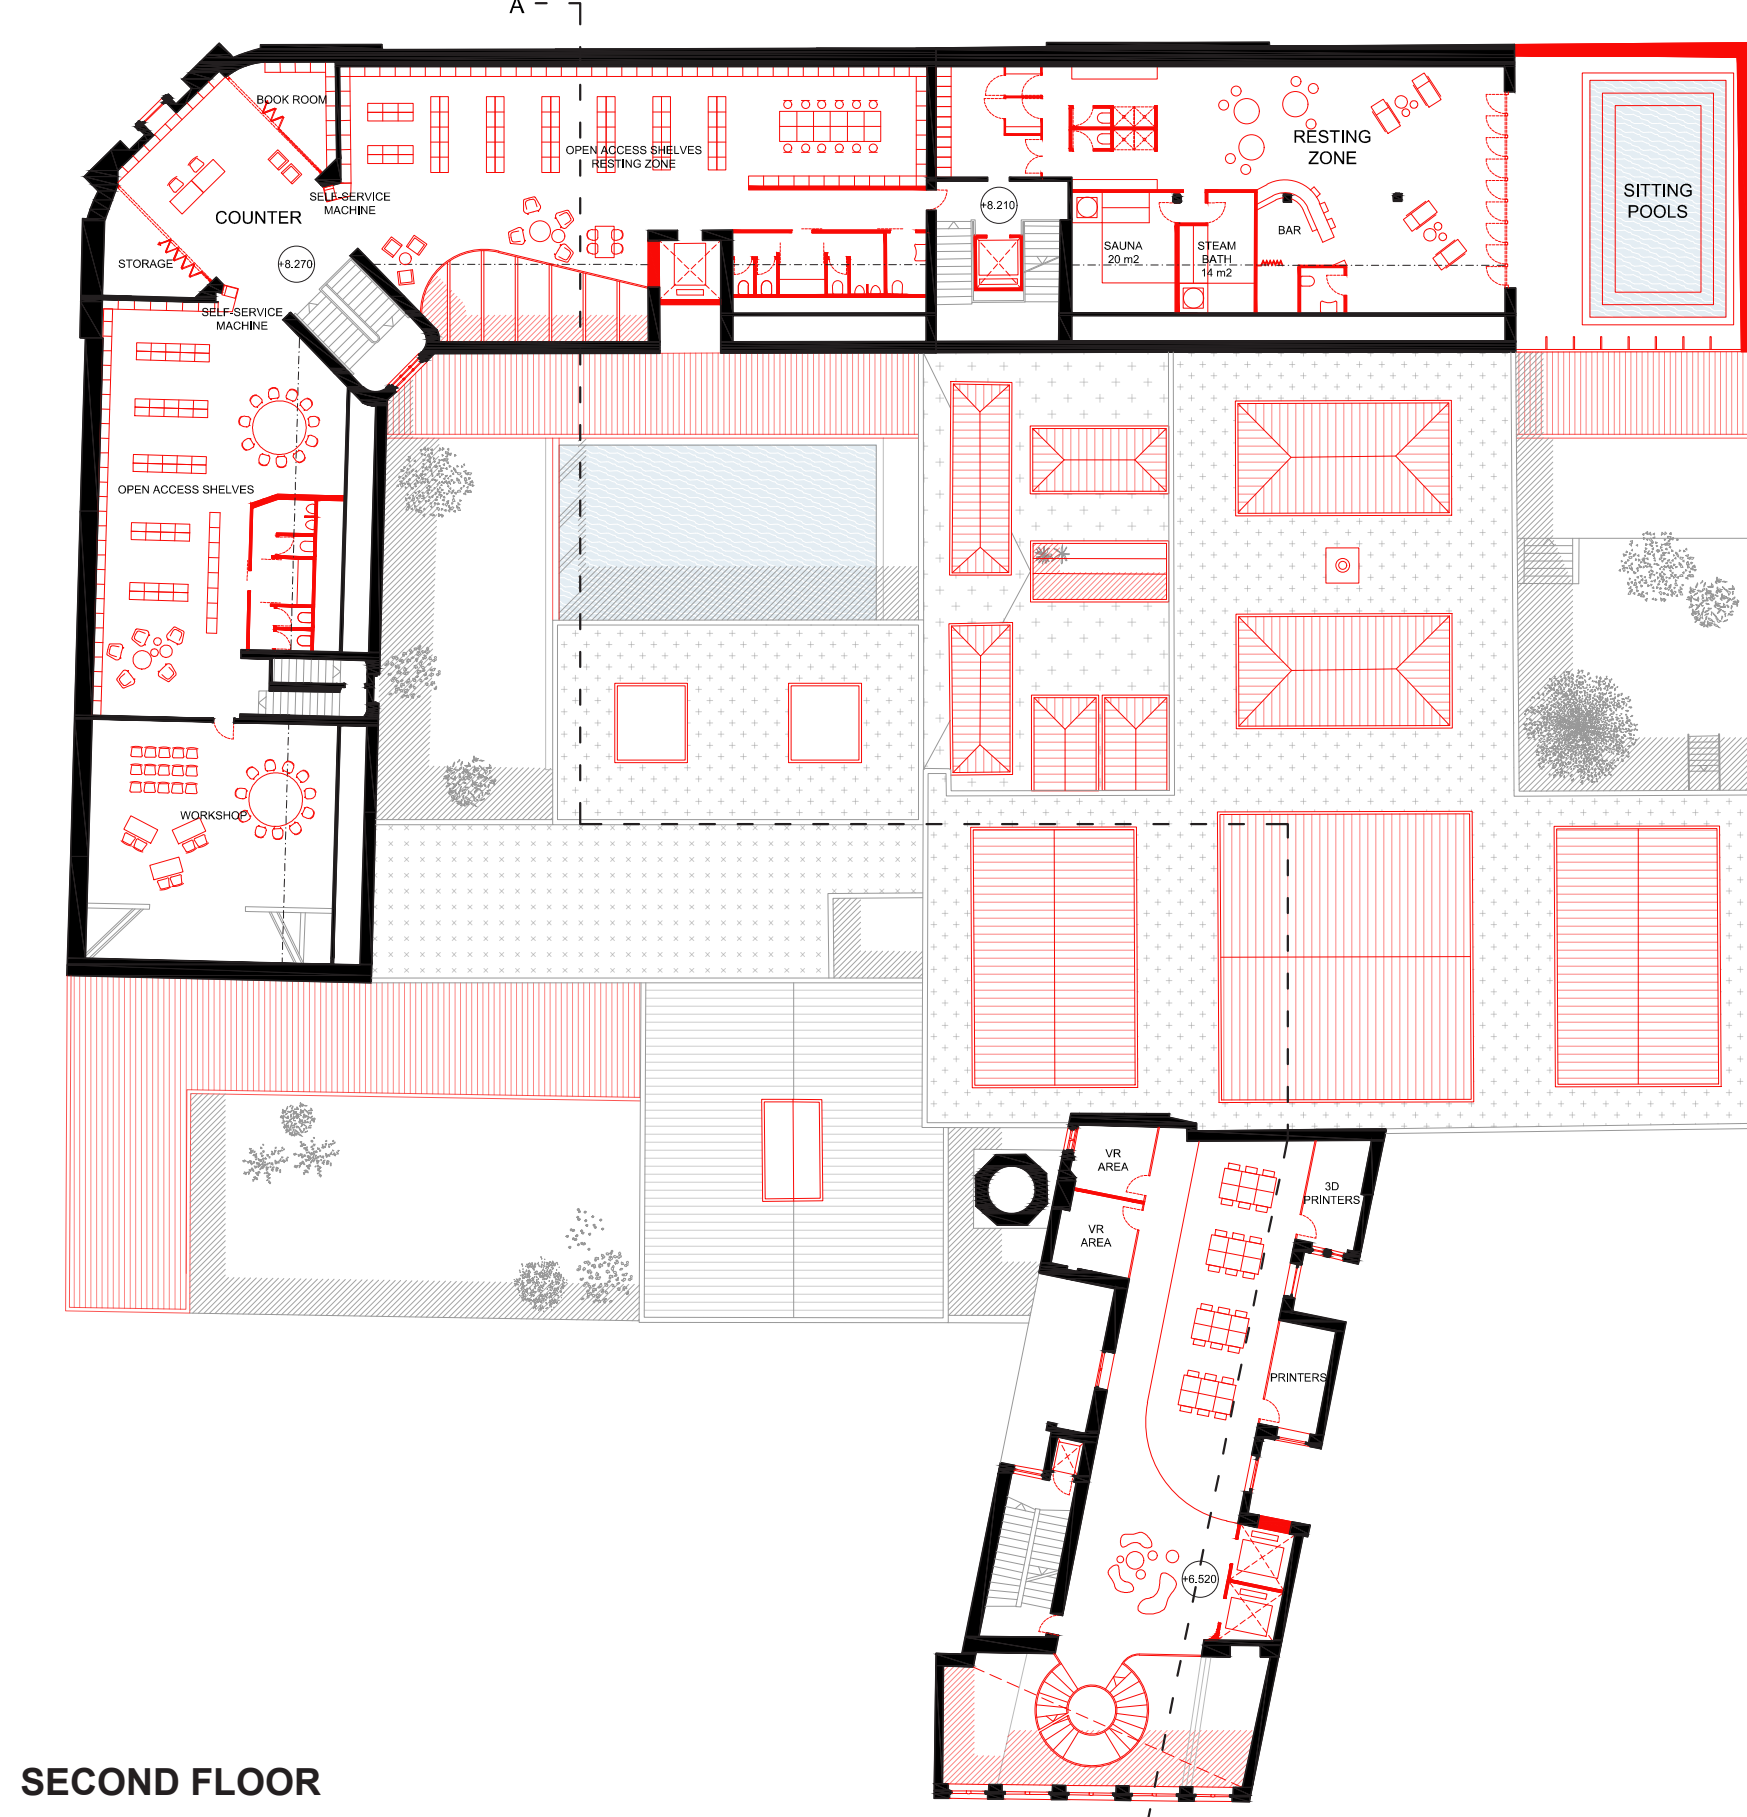 A
BOOK ROOM
OPEN ACCESS SHELVES
RESTING ZONE
RESTING
ZONE
SITTING
POOLS
SELF-SERVICE
MACHINE
COUNTER
+8.210
STORAGE
+8.270
SAUNA
20 m2
STEAM
BATH
14 m2
BAR
SELF-SERVICE
MACHINE
OPEN ACCESS SHELVES
WORKSHOP
VR
AREA
3D
PRINTERS
VR
AREA
PRINTERS
+6.520
SECOND FLOOR